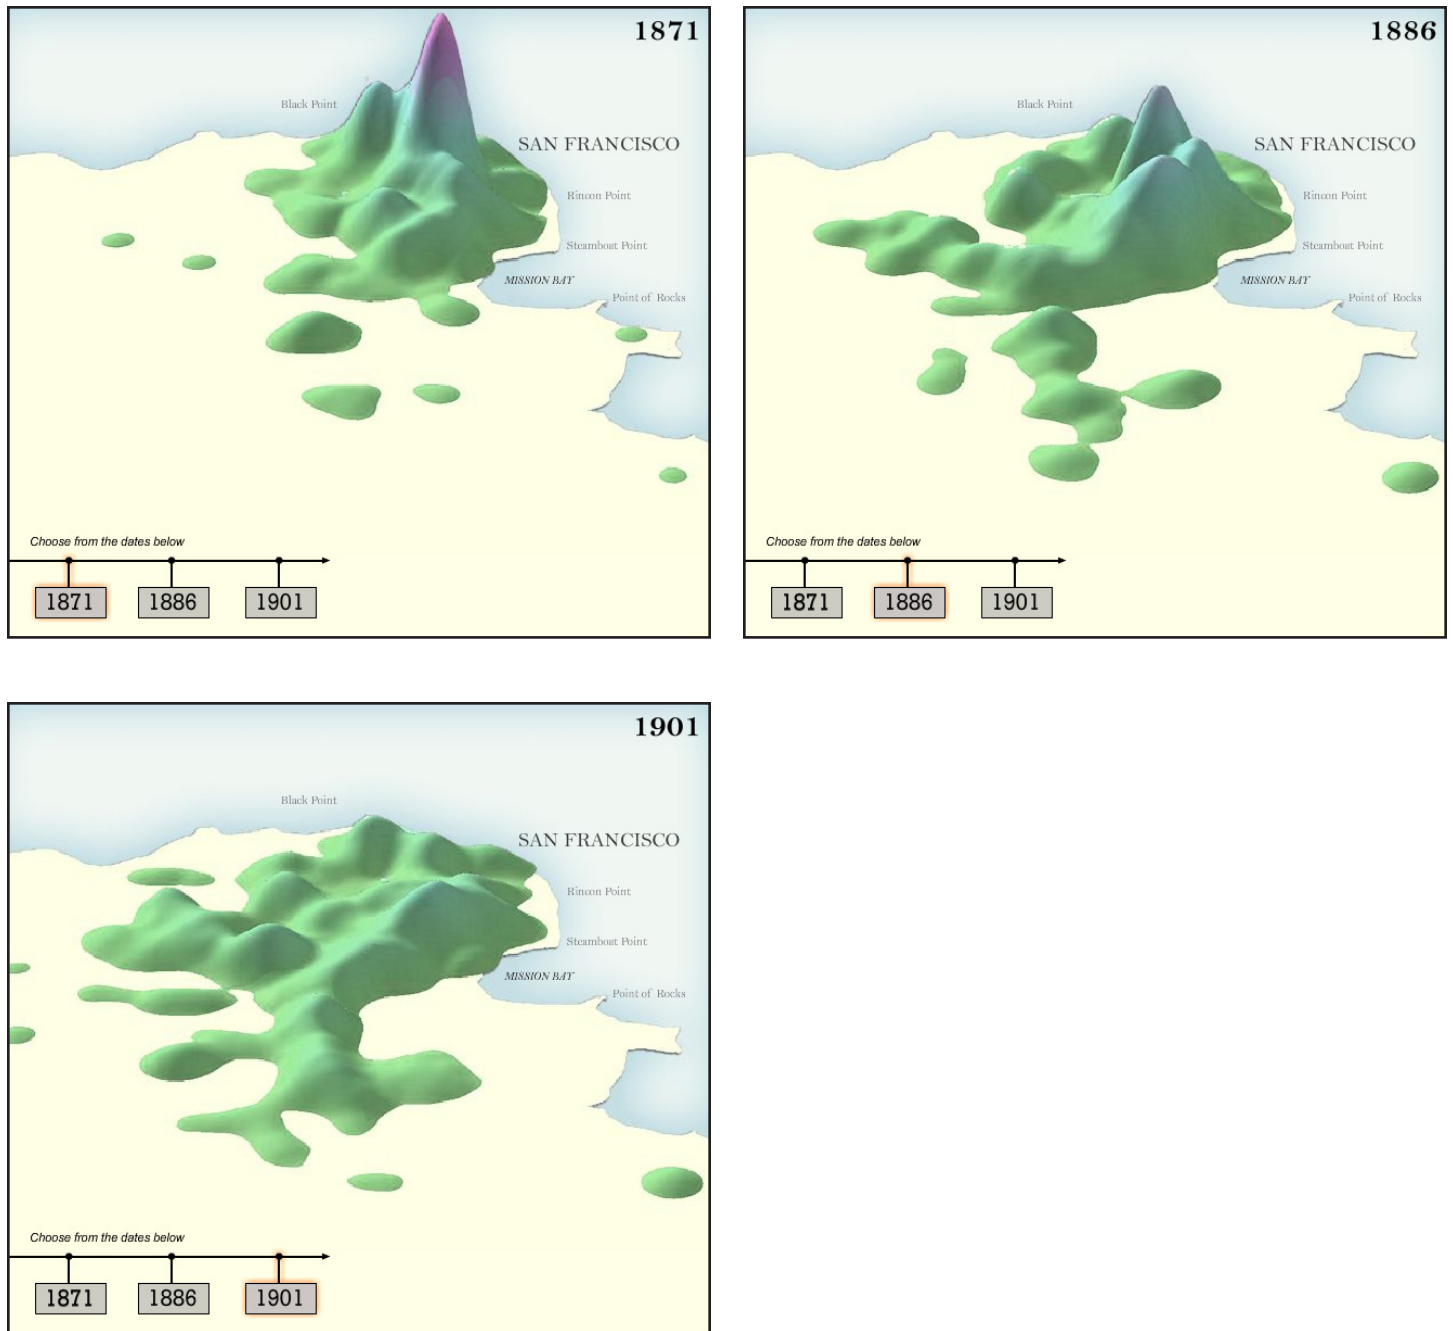 1871
Black Point
SAN FRANCISCO
Rincon Point
Steamboat Point
MISSION BAY
Point of Rocks
Choose from the dates below
1871 1886 1901
1886
Black Point
SAN FRANCISCO
Rincon Point
Steamboat Point
MISSION BAY
Point of Rocks
Choose from the dates below
1871 1886 1901
1901
Black Point
SAN FRANCISCO
Rincon Point
Steamboat Point
MISSION BAY
Point of Rocks
Choose from the dates below
1871 1886 1901